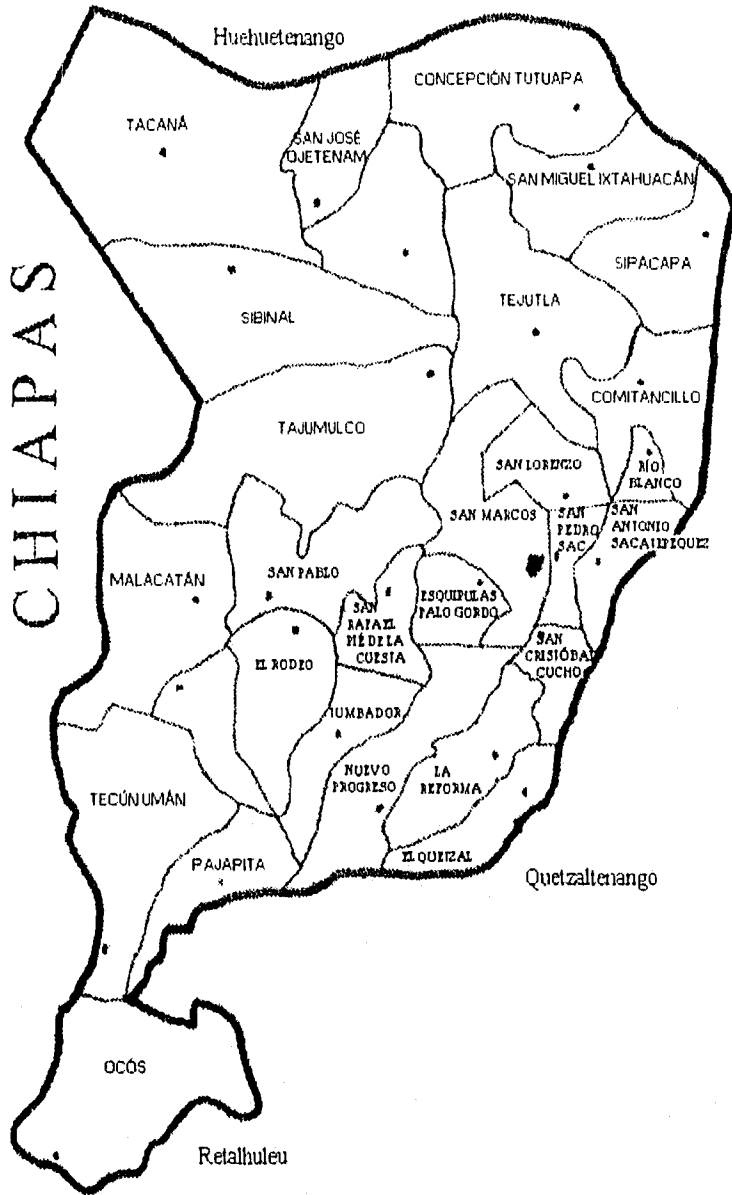 Huehuetenango
CONCEPCIÓN TUTUAPA
TACANÁ
SAN JOSÉ
OJETENAM
SAN MIGUEL IXTAHUACÁN
SIPACAPA
CHIAPAS
SIBINAL
TEJUTLA
COMITANCILLO
TAJUMULCO
SAN LORENZO
RÍO
BLANCO
SAN MARCOS
SAN
PEDRO
SAC
SAN
ANTONIO
SACATEPEQUEZ
MALACATÁN
SAN PABLO
ESQUIPULAS
PALO GORDO
SAN
RAFAEL
PIÉ DE LA
CUESTA
EL RODEO
SAN
CRISTÓBAL
CUCHO
TUMBADOR
NUEVO
PROGRESO
LA
REFORMA
TECÚN UMÁN
PAJAPITA
EL QUETZAL
Quetzaltenango
OCÓS
Retalhuleu